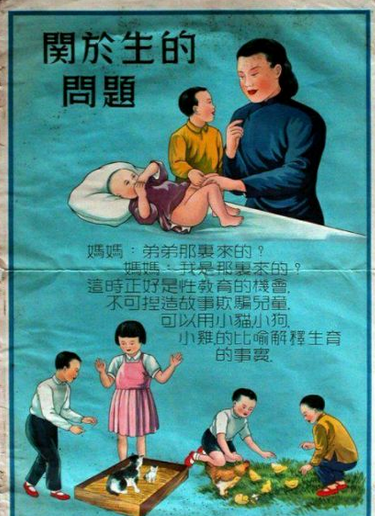 關於生的
問題
媽媽：弟弟那裏來的？
媽媽：我是那裏來的？
這時正好是性教育的機會，
不可揑造故事欺騙兒童，
可以用小貓小狗，
小雞的比喻解釋生育
的事實，